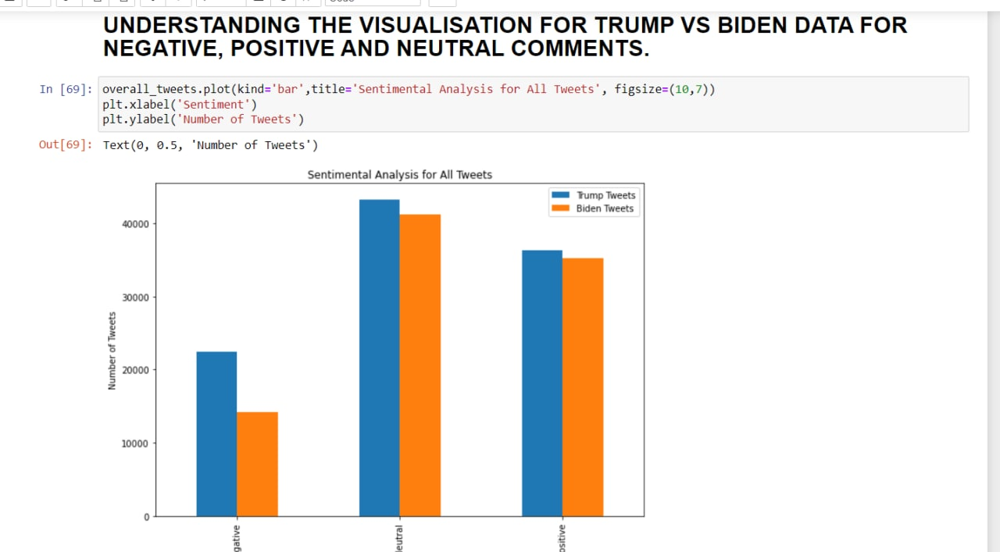 UNDERSTANDING THE VISUALISATION FOR TRUMP VS BIDEN DATA FOR
NEGATIVE, POSITIVE AND NEUTRAL COMMENTS.
In [69]: overall_tweets.plot(kind='bar',title='Sentimental Analysis for All Tweets', figsize=(10,7))
plt.xlabel('Sentiment')
plt.ylabel('Number of Tweets')
Out[69]: Text(0, 0.5, 'Number of Tweets')
Sentimental Analysis for All Tweets
Trump Tweets
Biden Tweets
40000
30000
20000
10000
0
Number of Tweets
gative
eutral
ositive